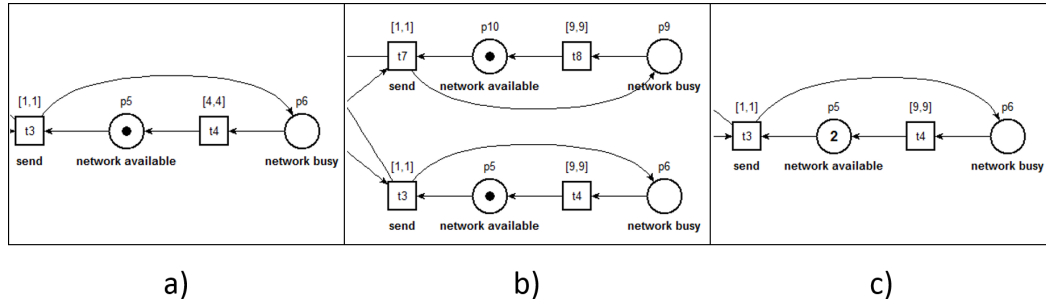 [1,1] p5 [4,4] p6
t3 t4
send network available network busy
[1,1] p10 [9,9] p9
t7 t8
send network available network busy
[1,1] p5 [9,9] p6
t3 t4
send network available network busy
[1,1] p5 [9,9] p6
t3 2 t4
send network available network busy
a) b) c)